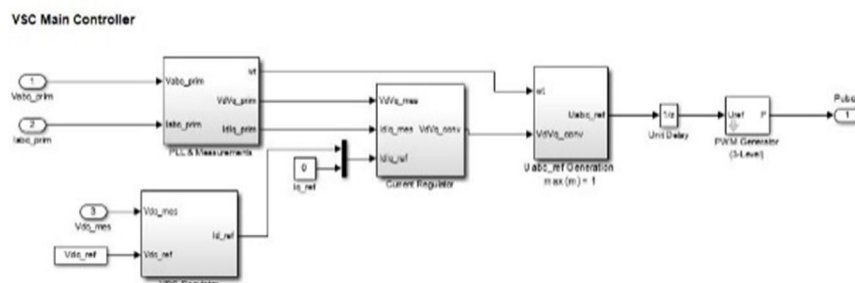 VSC Main Controller
1
Vabc_prim
2
Iabc_prim
Vabc_prim
Iabc_prim
wt
VdVq_prim
IdIq_prim
PLL & Measurements
0
Iq_ref
VdVq_mes
IdIq_mes
IdIq_ref
VdVq_conv
Current Regulator
wt
VdVq_conv
Uabc_ref
Uabc_ref Generation
max (m) = 1
1/z
Unit Delay
Uref
P
PWM Generator
(3-Level)
1
3
Vdc_mes
Vdc_ref
Vdc_mes
Vdc_ref
Id_ref
VDC Regulator